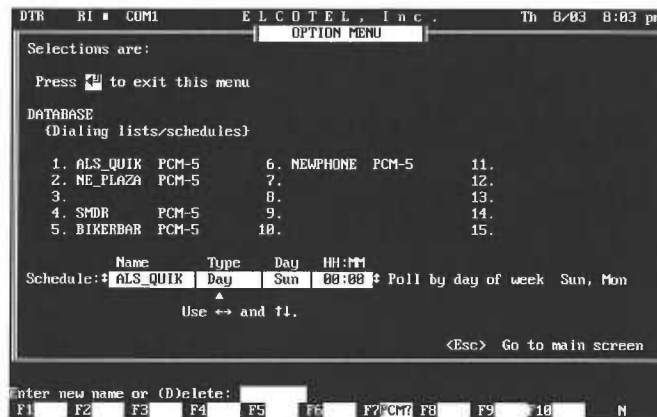 DTR RI ▪ COM1 E L C O T E L , I n c . Th 8/03 8:03 pm
OPTION MENU
Selections are:
Press ◄┘ to exit this menu
DATABASE
{Dialing lists/schedules}
1. ALS_QUIK PCM-5 6. NEWPHONE PCM-5 11.
2. NE_PLAZA PCM-5 7. 12.
3. 8. 13.
4. SMDR PCM-5 9. 14.
5. BIKERBAR PCM-5 10. 15.
Name Type Day HH:MM
Schedule:↕ ALS_QUIK Day Sun 00:00 ↕ Poll by day of week Sun, Mon
▲
Use ↔ and ↑↓.
<Esc> Go to main screen
Enter new name or (D)elete:
F1 F2 F3 F4 F5 F6 F7PCM? F8 F9 F10 N